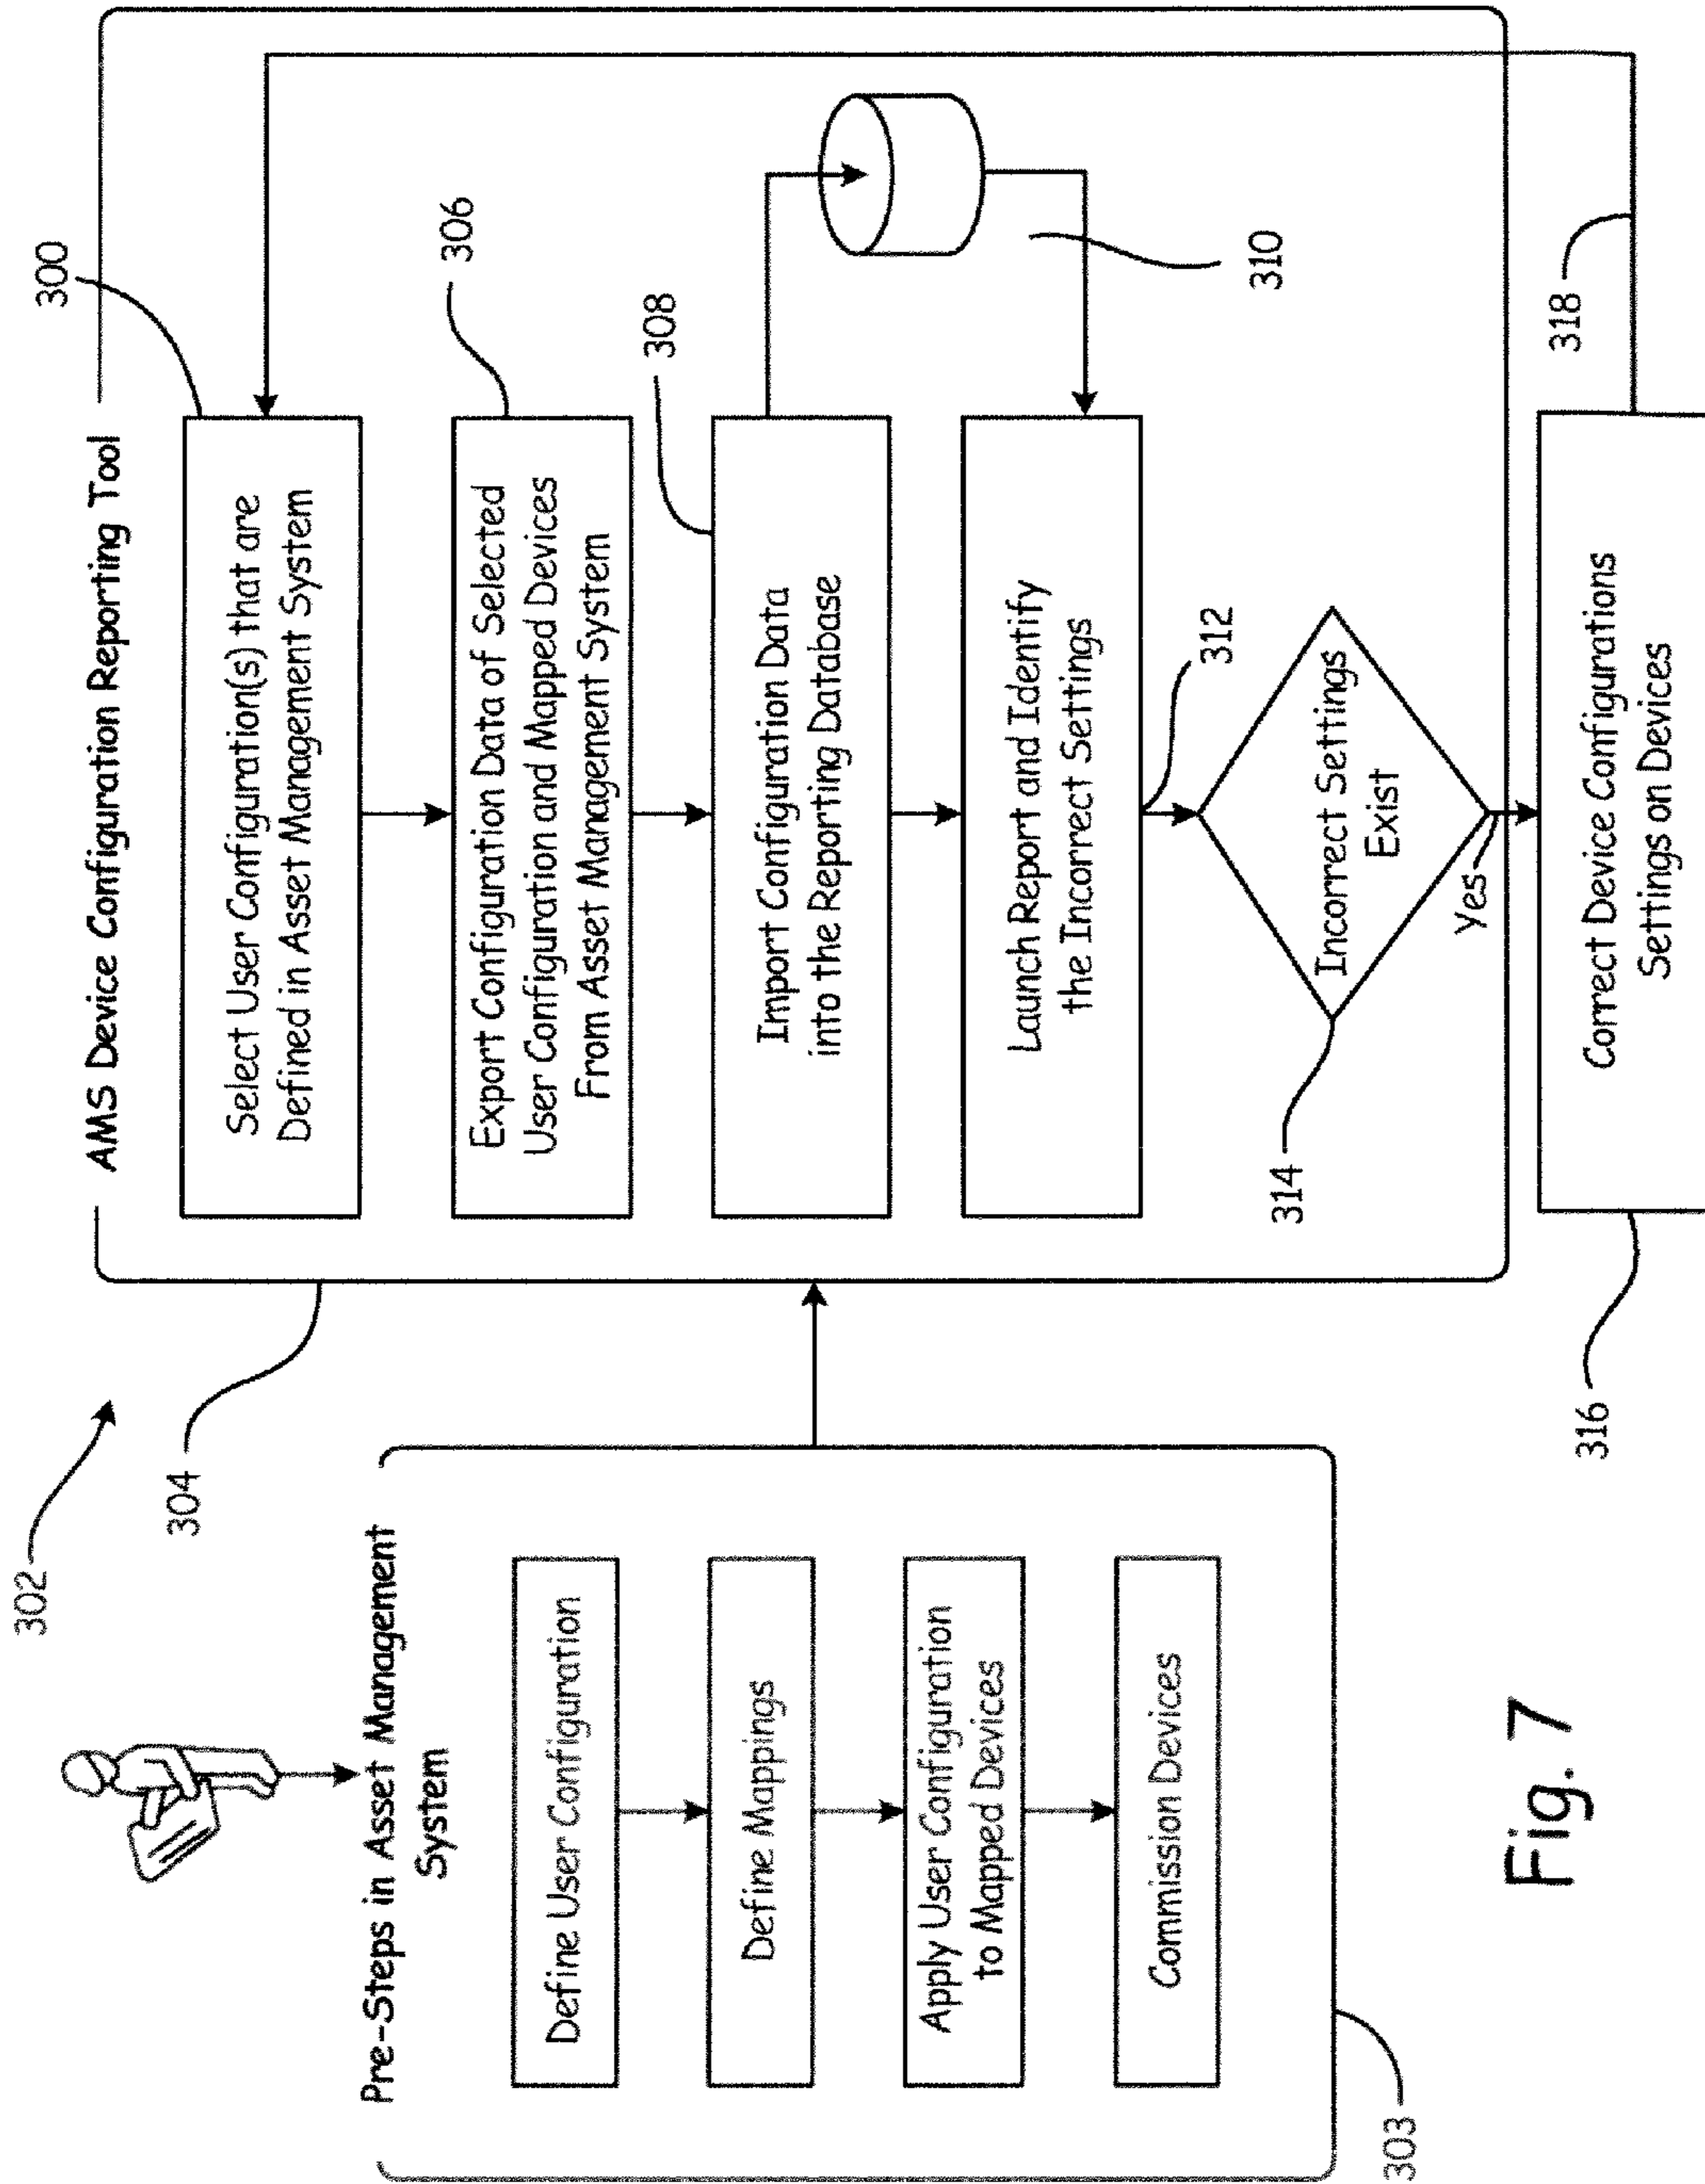 302
Pre-Steps in Asset Management
System
Define User Configuration
Define Mappings
Apply User Configuration
to Mapped Devices
Commission Devices
303
304
AMS Device Configuration Reporting Tool
300
Select User Configuration(s) that are
Defined in Asset Management System
306
Export Configuration Data of Selected
User Configuration and Mapped Devices
From Asset Management System
308
Import Configuration Data
into the Reporting Database
310
Launch Report and Identify
the Incorrect Settings
312
314
Incorrect Settings
Exist
Yes
316
Correct Device Configurations
Settings on Devices
318
Fig. 7